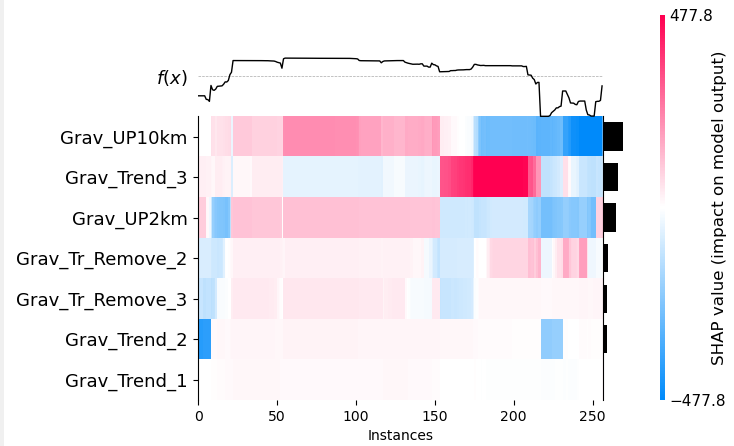 477.8
f(x)
Grav_UP10km
Grav_Trend_3
Grav_UP2km
Grav_Tr_Remove_2
Grav_Tr_Remove_3
Grav_Trend_2
Grav_Trend_1
0 50 100 150 200 250
Instances
−477.8
SHAP value (impact on model output)